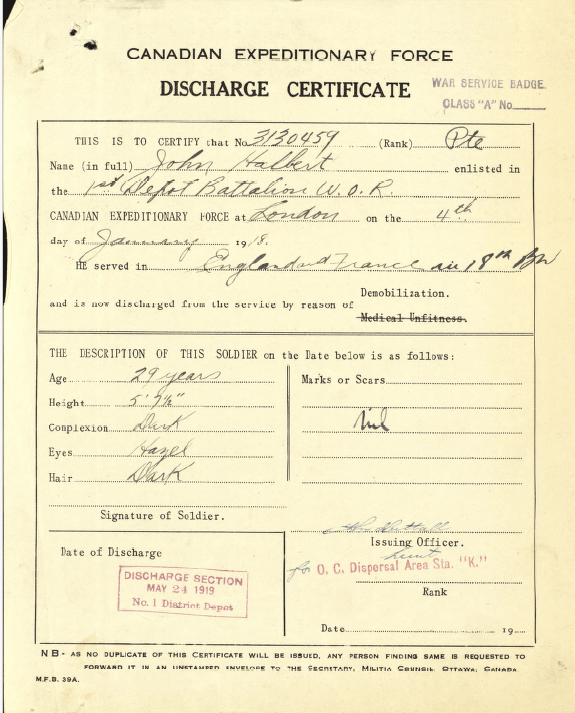 CANADIAN EXPEDITIONARY FORCE
DISCHARGE CERTIFICATE
WAR SERVICE BADGE
CLASS "A" No
THIS IS TO CERTIFY that No 3130459 (Rank) Pte
Name (in full) John Halbert enlisted in
the 1st Depot Battalion W.O.R.
CANADIAN EXPEDITIONARY FORCE at London on the 4th
day of January 1918.
HE served in England and France in 18th Bn
and is now discharged from the service by reason of Demobilization.
Medical Unfitness.
THE DESCRIPTION OF THIS SOLDIER on the Date below is as follows:
Age 29 years
Height 5' 7½"
Complexion Dark
Eyes Hazel
Hair Dark
Marks or Scars
Nil
Signature of Soldier.
Issuing Officer.
Lieut
for O. C. Dispersal Area Sta. "K."
Rank
Date of Discharge
DISCHARGE SECTION
MAY 24 1919
No. 1 District Depot
Date 19
NB- AS NO DUPLICATE OF THIS CERTIFICATE WILL BE ISSUED, ANY PERSON FINDING SAME IS REQUESTED TO
FORWARD IT IN AN UNSTAMPED ENVELOPE TO THE SECRETARY, MILITIA COUNCIL, OTTAWA, CANADA
M.F.B. 39A.